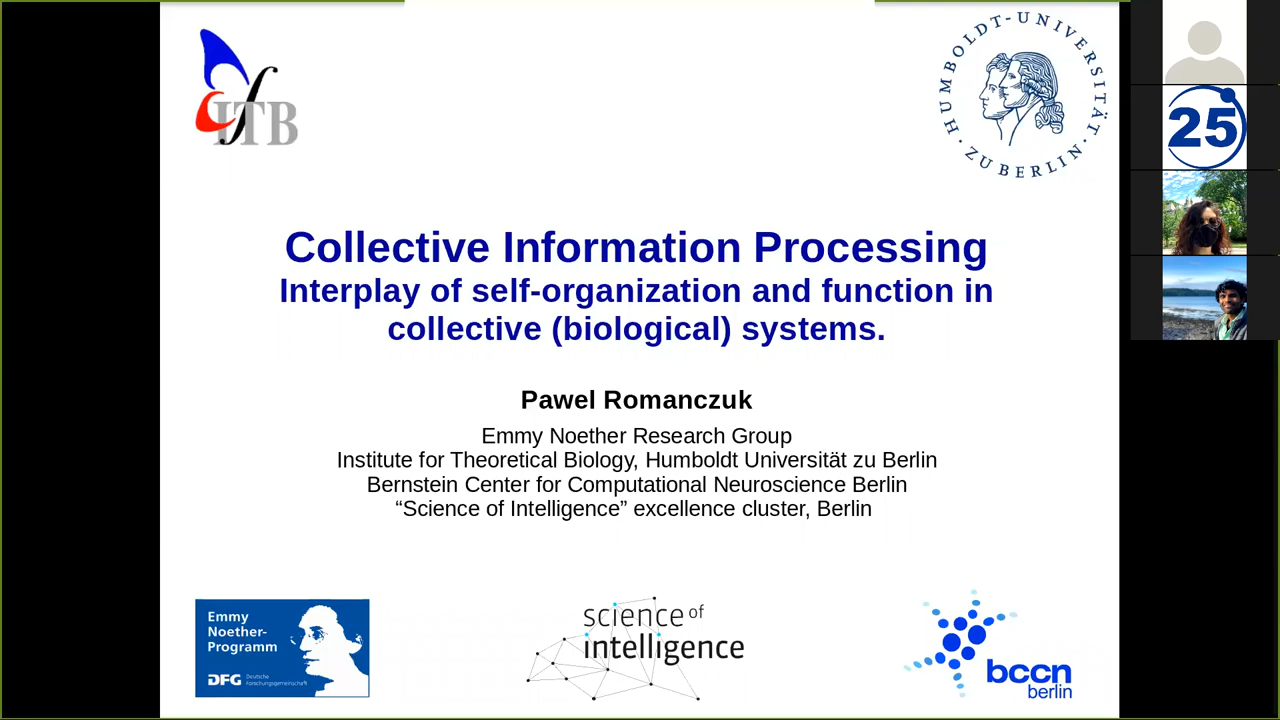 ITB
HUMBOLDT-UNIVERSITÄT
ZU BERLIN
25
Collective Information Processing
Interplay of self-organization and function in
collective (biological) systems.
Pawel Romanczuk
Emmy Noether Research Group
Institute for Theoretical Biology, Humboldt Universität zu Berlin
Bernstein Center for Computational Neuroscience Berlin
“Science of Intelligence” excellence cluster, Berlin
Emmy
Noether-
Programm
DFG Deutsche
Forschungsgemeinschaft
science of
intelligence
bccn
berlin